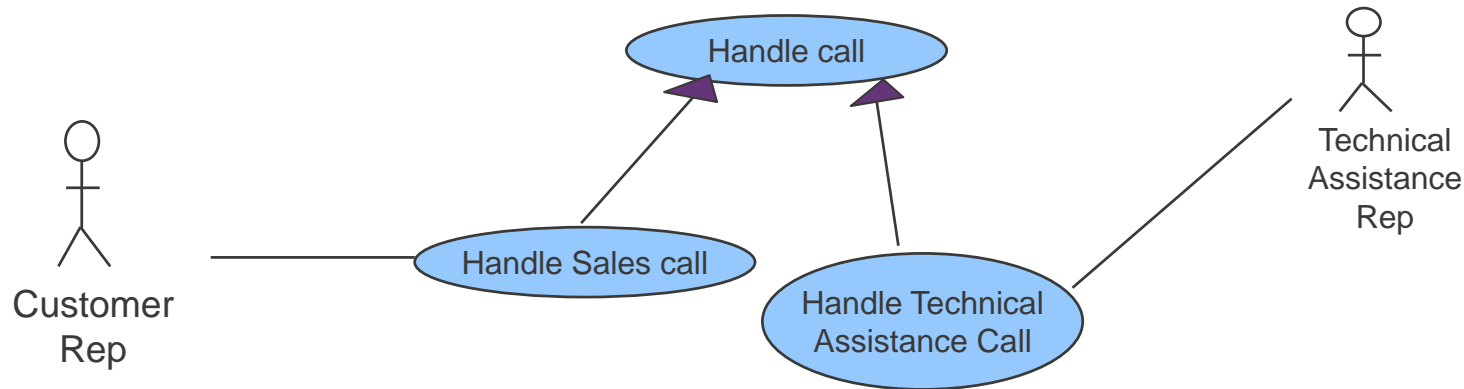 Handle call
Technical
Assistance
Rep
Handle Sales call
Customer
Rep
Handle Technical
Assistance Call